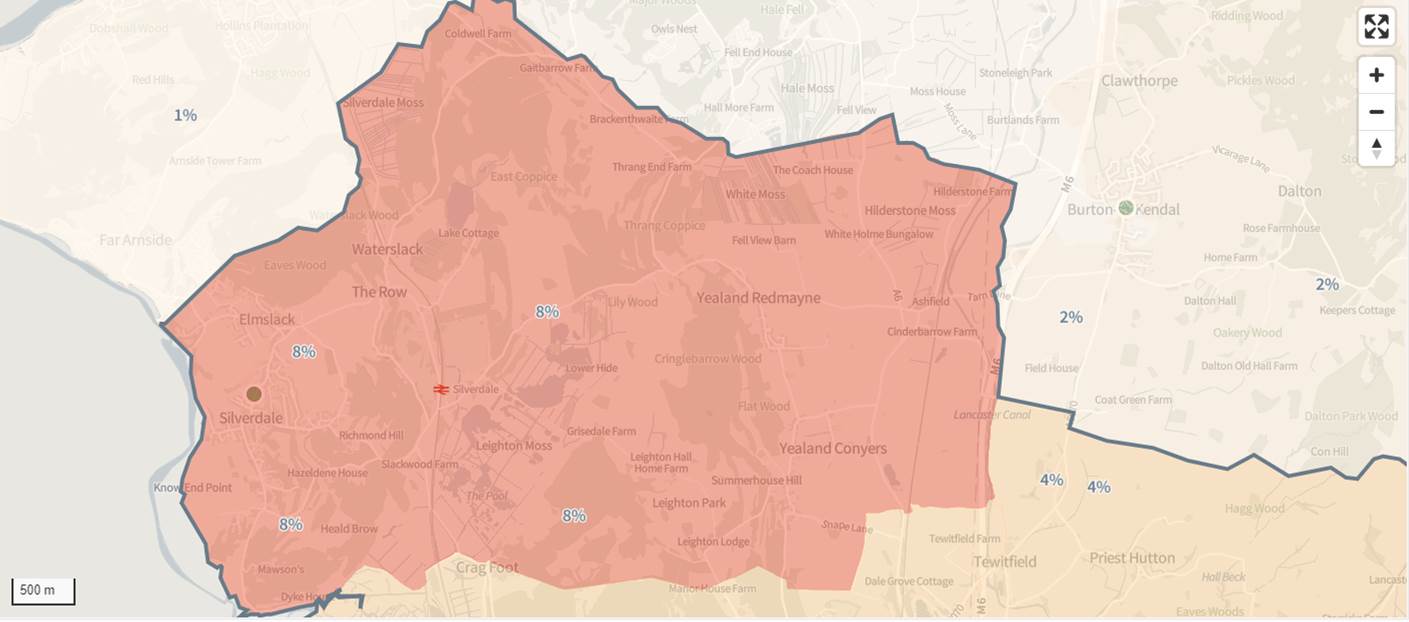 Dobshall Wood
Hollins Plantation
Major Woods
Hale Fell
Ridding Wood
Coldwell Farm
Owls Nest
Fell End House
Gaitbarrow Farm
Hagg Wood
Red Hills
Stoneleigh Park
Clawthorpe
Pickles Wood
Hale Moss
Moss House
Silverdale Moss
Hall More Farm
Fell View
1%
Brackenthwaite Farm
Moss Lane
Burtlands Farm
Arnside Tower Farm
Thrang End Farm
The Coach House
Vicarage Lane
East Coppice
White Moss
Hilderstone Farm
M6
Dalton
Waterslack Wood
Hilderstone Moss
Burton
Kendal
Thrang Coppice
Rose Farmhouse
Far Arnside
Lake Cottage
Fell View Barn
White Holme Bungalow
Waterslack
Home Farm
Eaves Wood
The Row
2%
Lily Wood
Yealand Redmayne
A6
Ashfield
Tarn Lane
Dalton Hall
Keepers Cottage
8%
Elmslack
2%
Cinderbarrow Farm
Oakery Wood
8%
Cringlebarrow Wood
Lower Hide
M6
Field House
Dalton Old Hall Farm
Silverdale
Coat Green Farm
Flat Wood
Lancaster Canal
Silverdale
Dalton Park Wood
Richmond Hill
Grisedale Farm
Leighton Moss
Yealand Conyers
Con Hill
Slackwood Farm
Leighton Hall
Home Farm
Hazeldene House
Summerhouse Hill
4%
4%
Know End Point
The Pool
Leighton Park
Hagg Wood
8%
Heald Brow
8%
Snape Lane
Leighton Lodge
Tewitfield Farm
Tewitfield
Priest Hutton
Crag Foot
Mawson's
Hall Beck
Dale Grove Cottage
Manor House Farm
500 m
M6
Eaves Woods